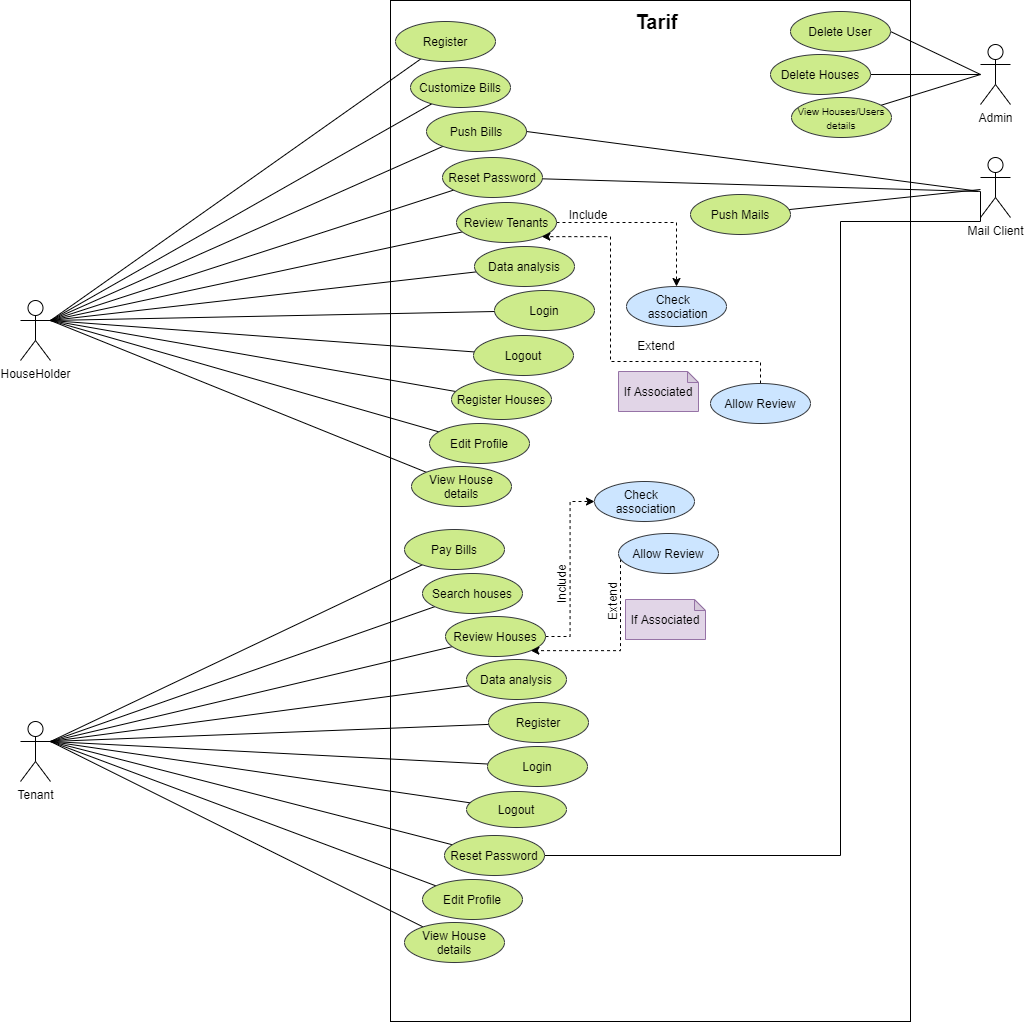 Tarif
Register
Delete User
Customize Bills
Delete Houses
View Houses/Users
details
Admin
Push Bills
Reset Password
Review Tenants
Include
Push Mails
Mail Client
Data analysis
Login
Check
association
Extend
Logout
HouseHolder
Register Houses
If Associated
Allow Review
Edit Profile
View House
details
Check
association
Pay Bills
Allow Review
Search houses
Include
Extend
If Associated
Review Houses
Data analysis
Register
Login
Tenant
Logout
Reset Password
Edit Profile
View House
details